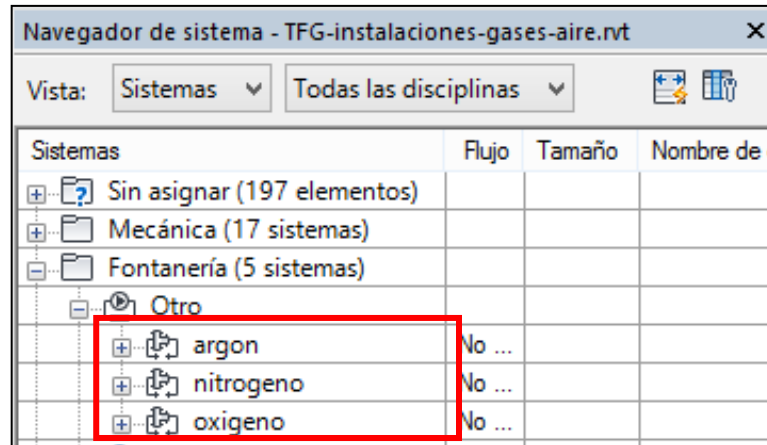 Navegador de sistema - TFG-instalaciones-gases-aire.rvt
Vista: Sistemas Todas las disciplinas
Sistemas Flujo Tamaño Nombre de
Sin asignar (197 elementos)
Mecánica (17 sistemas)
Fontanería (5 sistemas)
Otro
argon No ...
nitrogeno No ...
oxigeno No ...